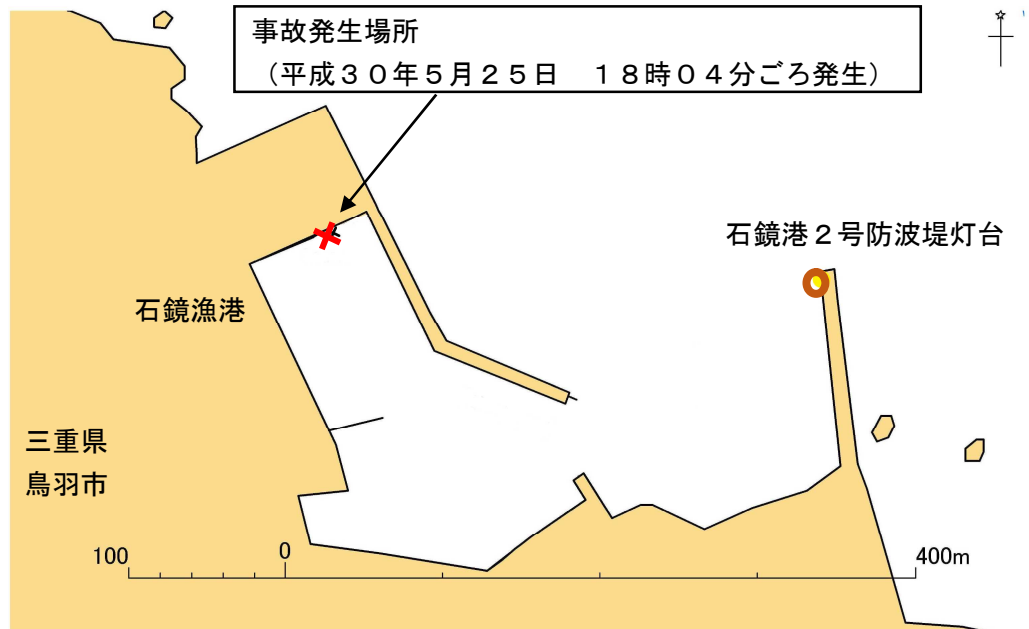 事故発生場所
（平成３０年５月２５日　１８時０４分ごろ発生）
石鏡港２号防波堤灯台
石鏡漁港
三重県
鳥羽市
100 0 400m